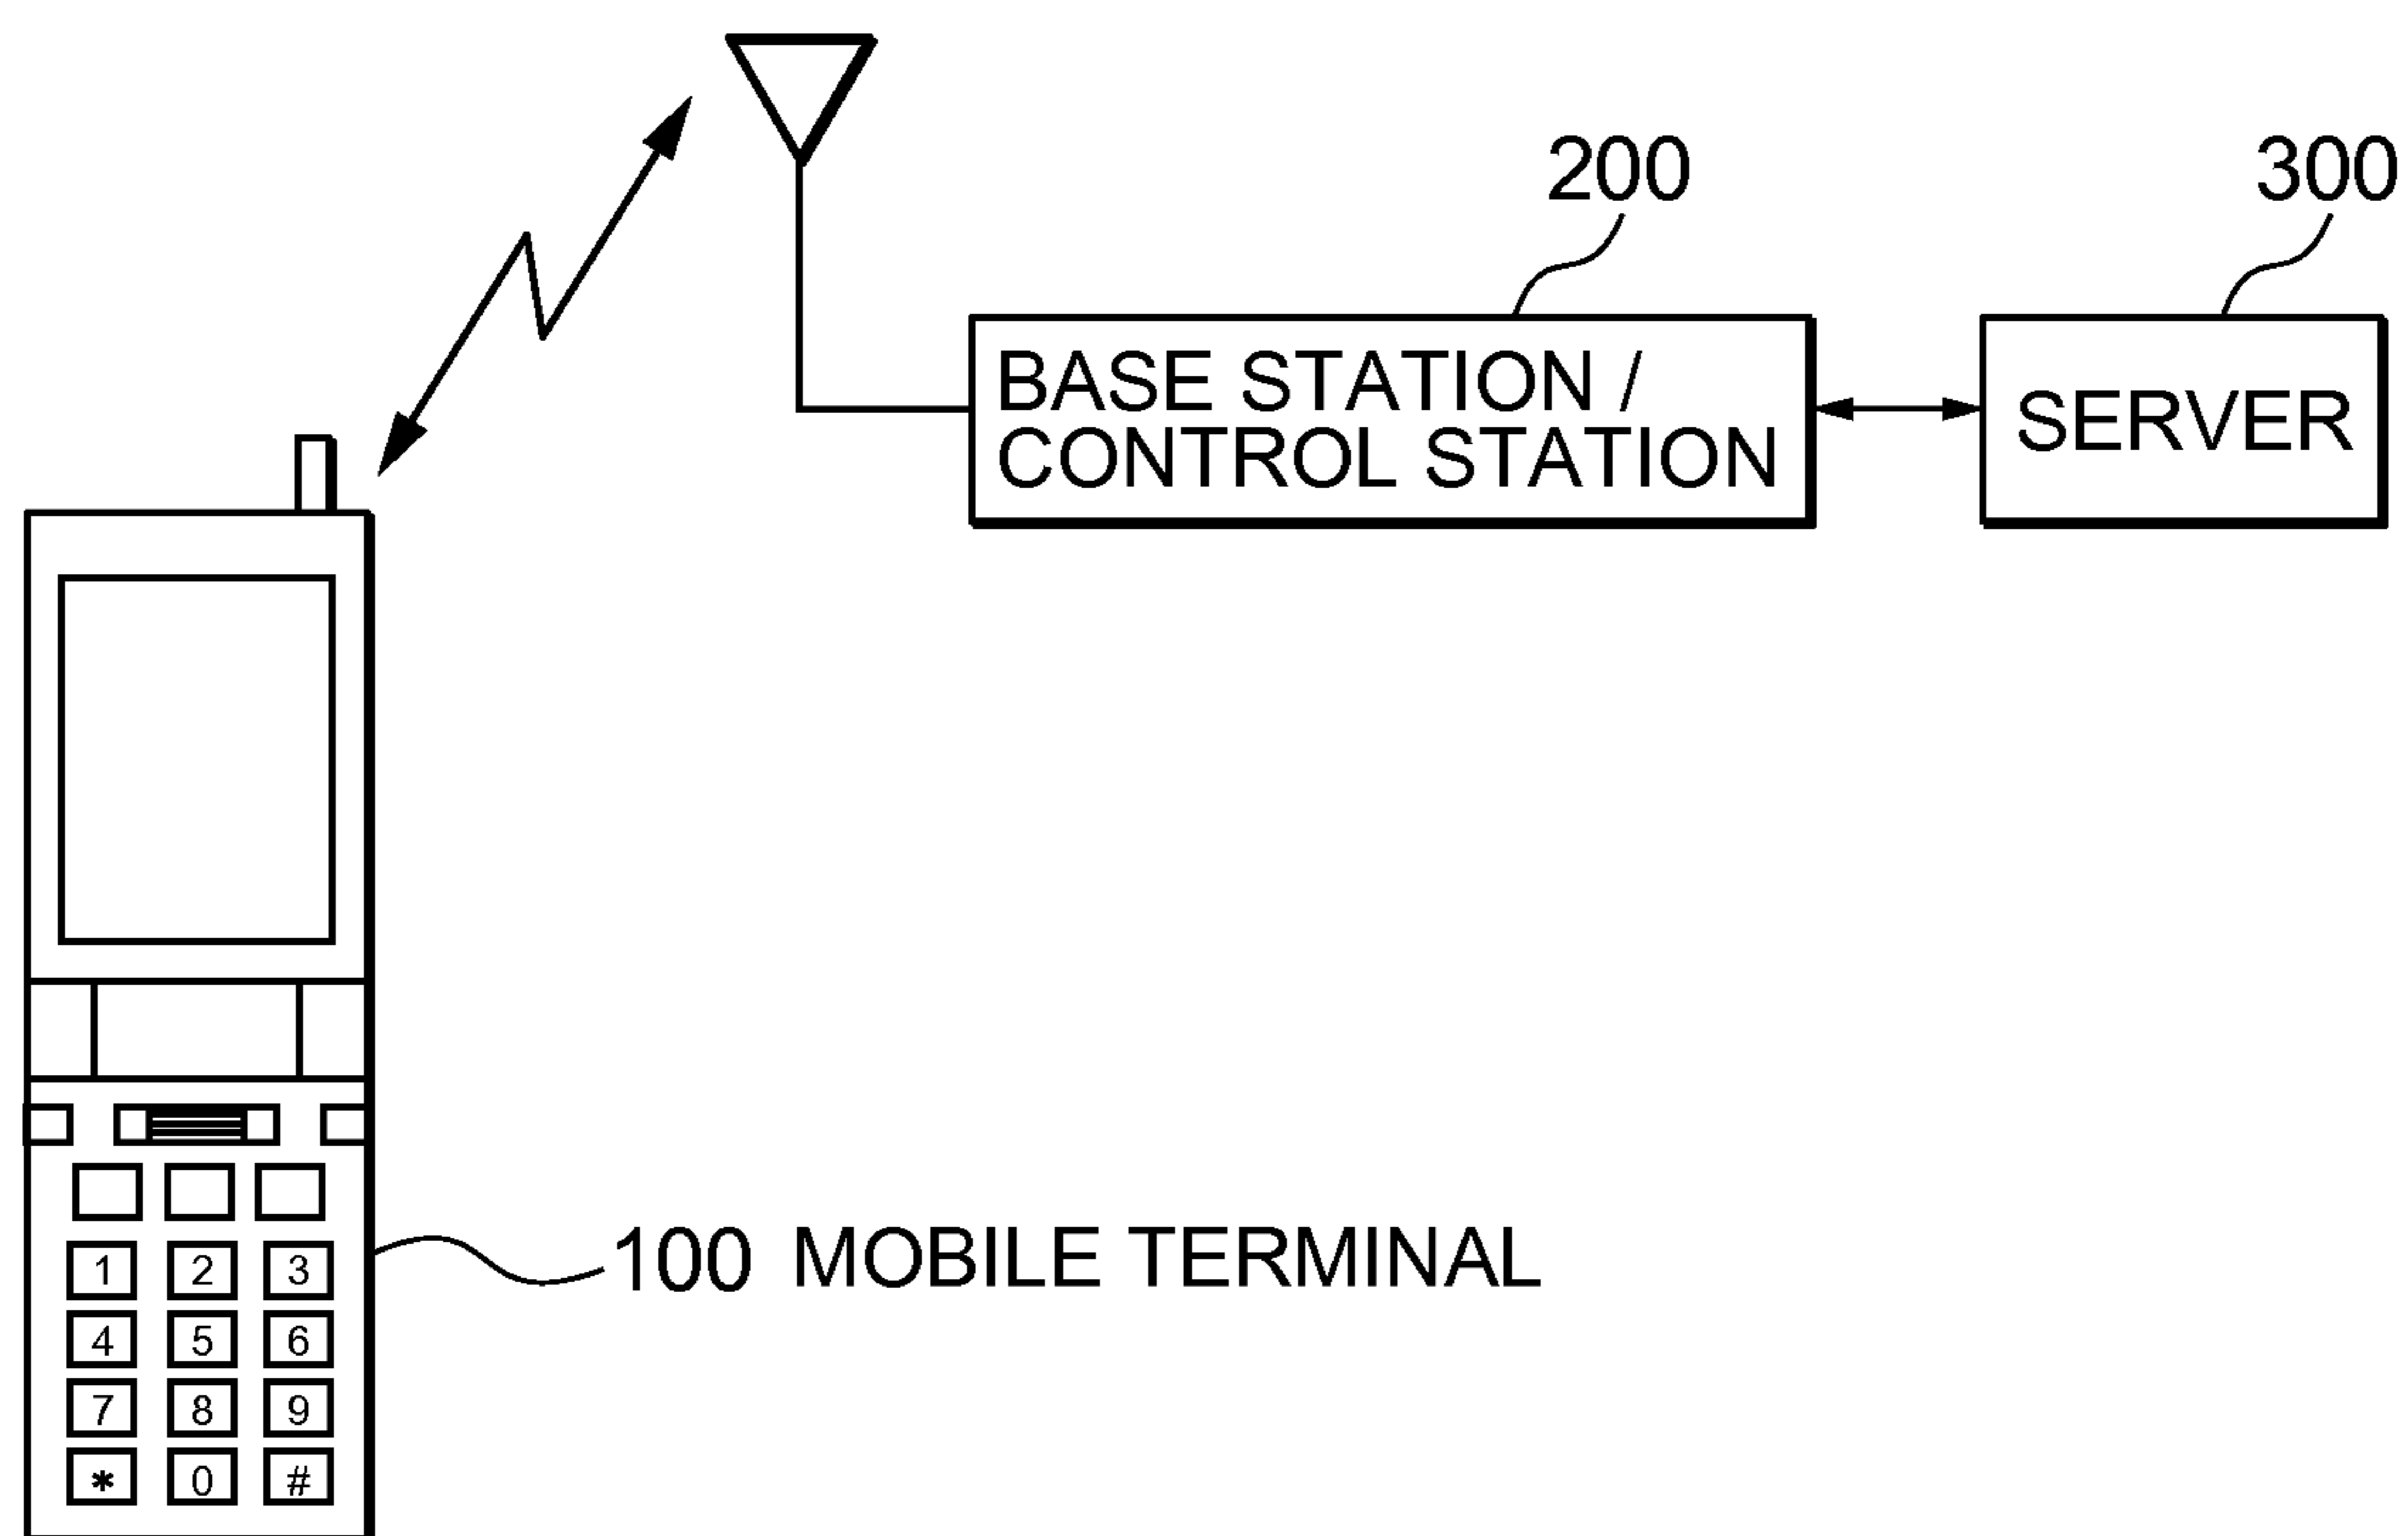 200
300
BASE STATION /
CONTROL STATION
SERVER
100 MOBILE TERMINAL
1 2 3
4 5 6
7 8 9
* 0 #